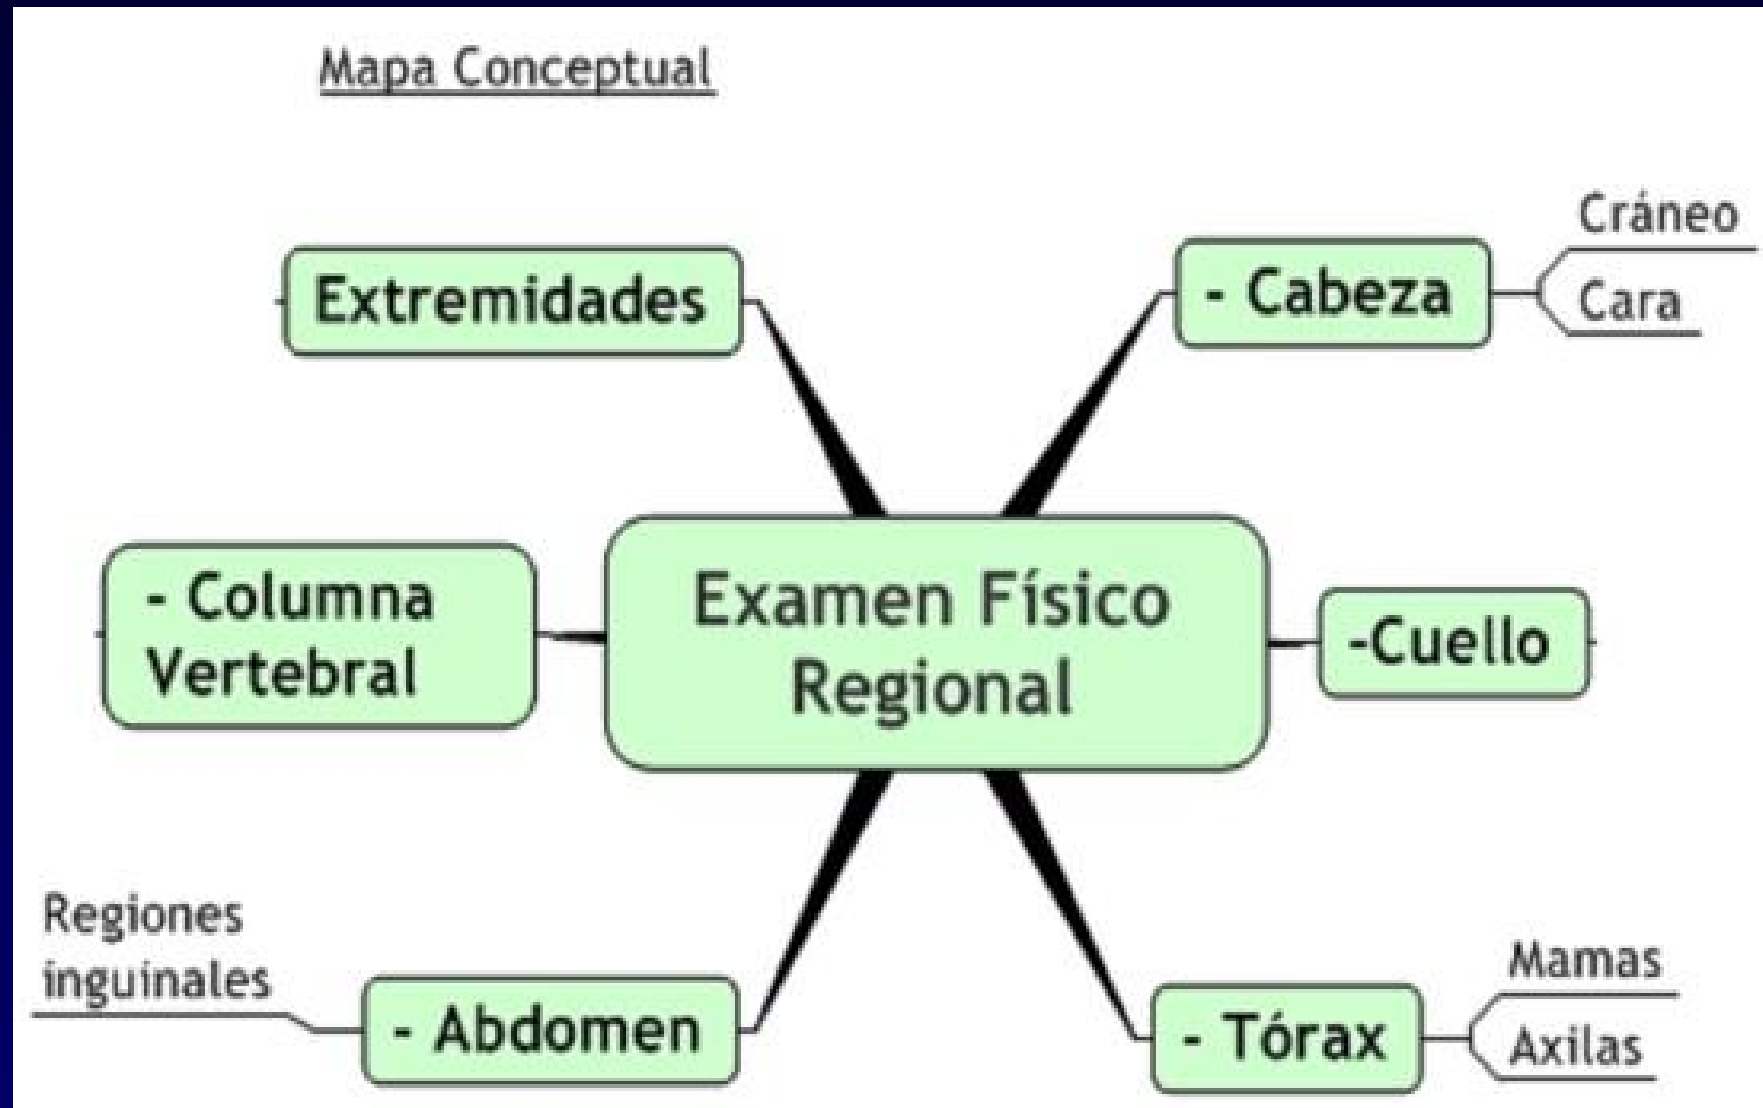 Mapa Conceptual
Extremidades
- Cabeza
Cráneo
Cara
- Columna
Vertebral
Examen Físico
Regional
-Cuello
Regiones
inguinales
- Abdomen
- Tórax
Mamas
Axilas